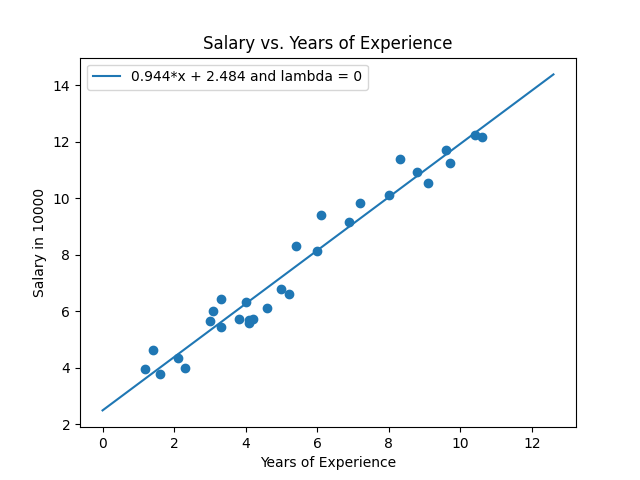 Salary vs. Years of Experience
0.944*x + 2.484 and lambda = 0
14
12
10
8
6
4
2
Salary in 10000
0 2 4 6 8 10 12
Years of Experience